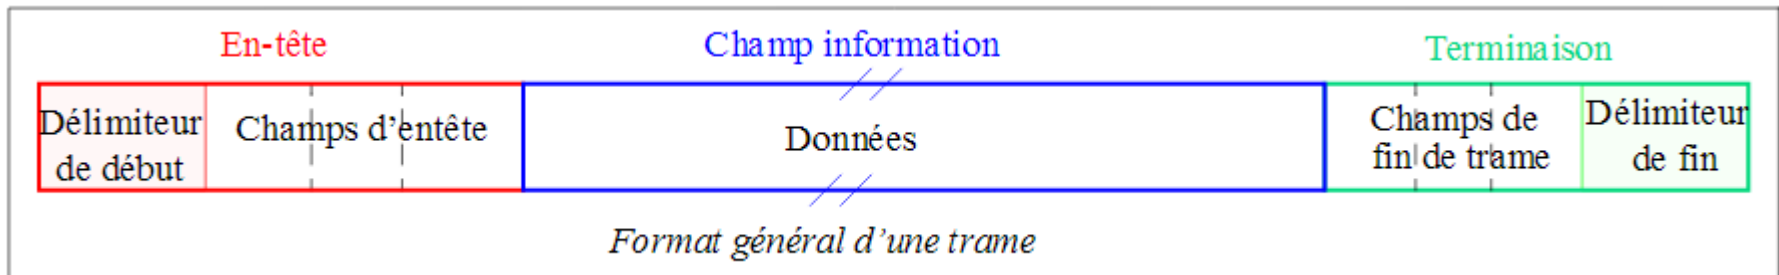 En-tête
Champ information
Terminaison
Délimiteur
de début
Champs d’entête
Données
Champs de
fin de trame
Délimiteur
de fin
Format général d’une trame